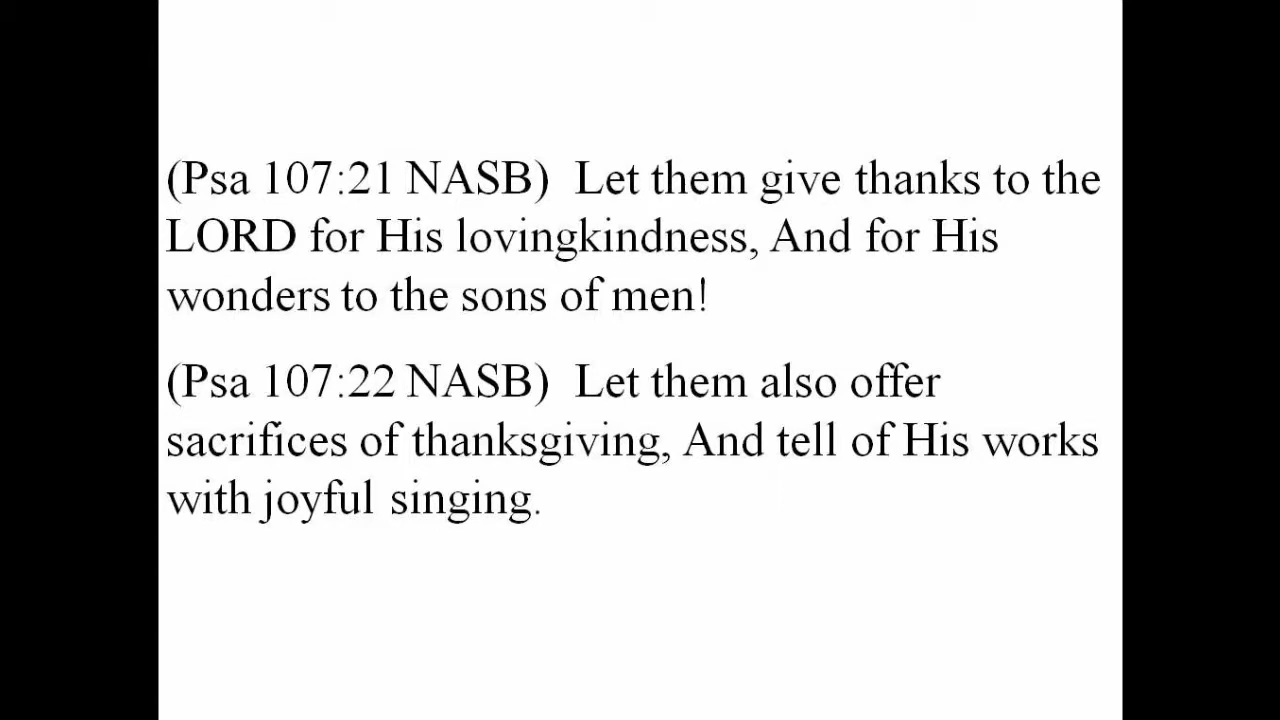 (Psa 107:21 NASB)  Let them give thanks to the
LORD for His lovingkindness, And for His
wonders to the sons of men!
(Psa 107:22 NASB)  Let them also offer
sacrifices of thanksgiving, And tell of His works
with joyful singing.